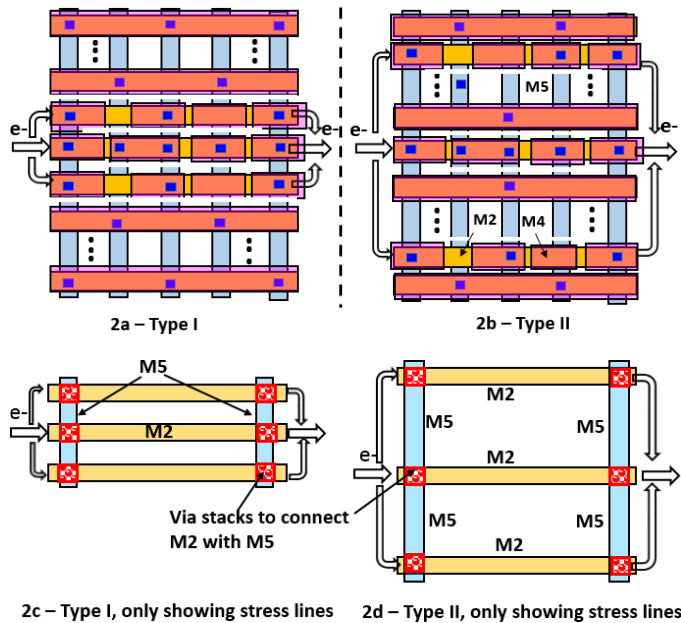 e-
e-
2a – Type I
M5
e-
e-
M2
M4
2b – Type II
M5
e-
M2
Via stacks to connect
M2 with M5
2c – Type I, only showing stress lines
M2
M5
M5
e-
M2
M5
M5
M2
2d – Type II, only showing stress lines